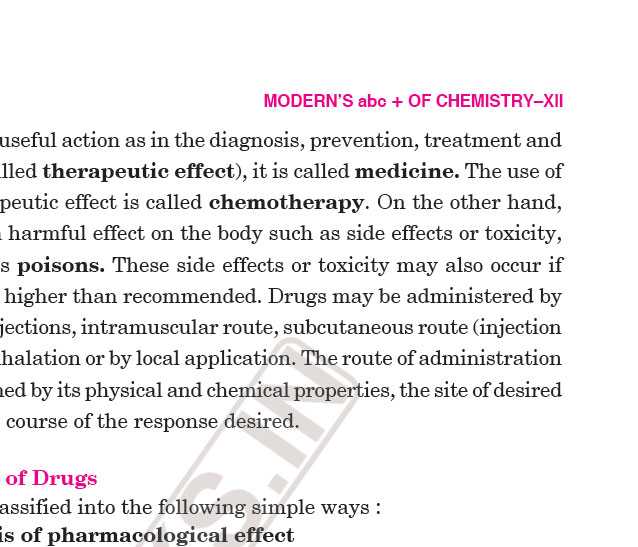 MODERN'S abc + OF CHEMISTRY–XII
useful action as in the diagnosis, prevention, treatment and
lled therapeutic effect), it is called medicine. The use of
peutic effect is called chemotherapy. On the other hand,
harmful effect on the body such as side effects or toxicity,
s poisons. These side effects or toxicity may also occur if
higher than recommended. Drugs may be administered by
jections, intramuscular route, subcutaneous route (injection
nhalation or by local application. The route of administration
ned by its physical and chemical properties, the site of desired
course of the response desired.
of Drugs
assified into the following simple ways :
is of pharmacological effect
S.IN